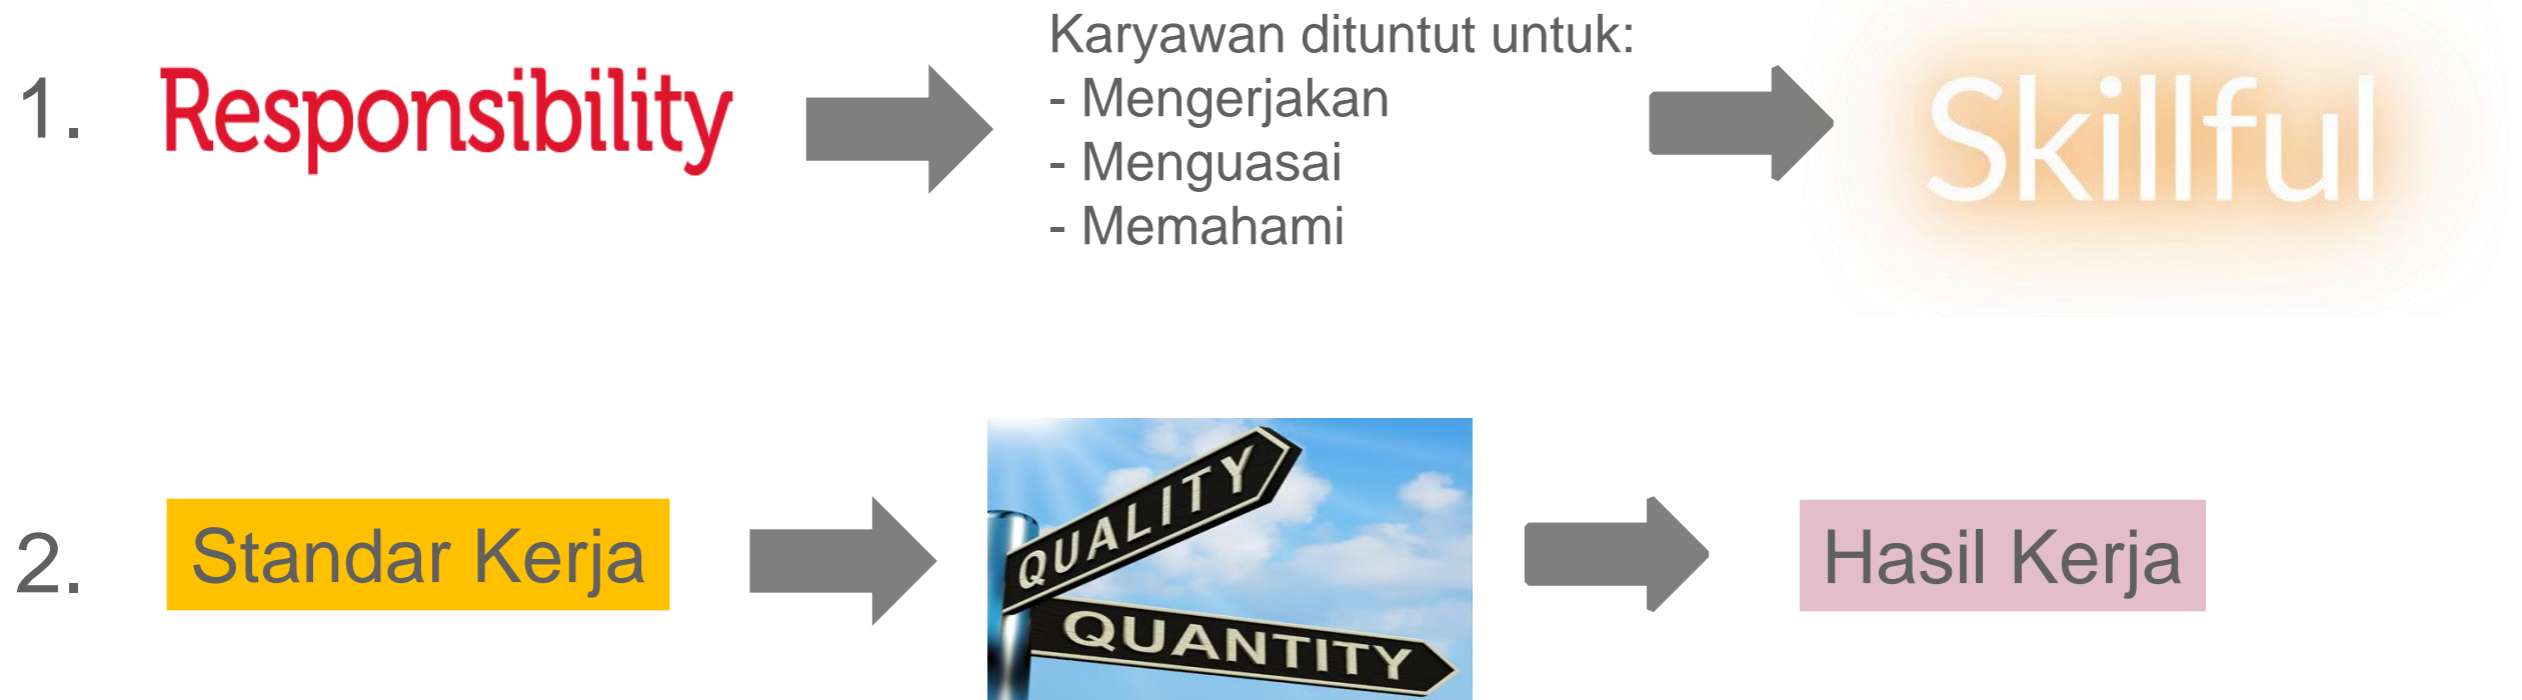 1.
Responsibility
Karyawan dituntut untuk:
- Mengerjakan
- Menguasai
- Memahami
Skillful
2.
Standar Kerja
QUALITY
QUANTITY
Hasil Kerja